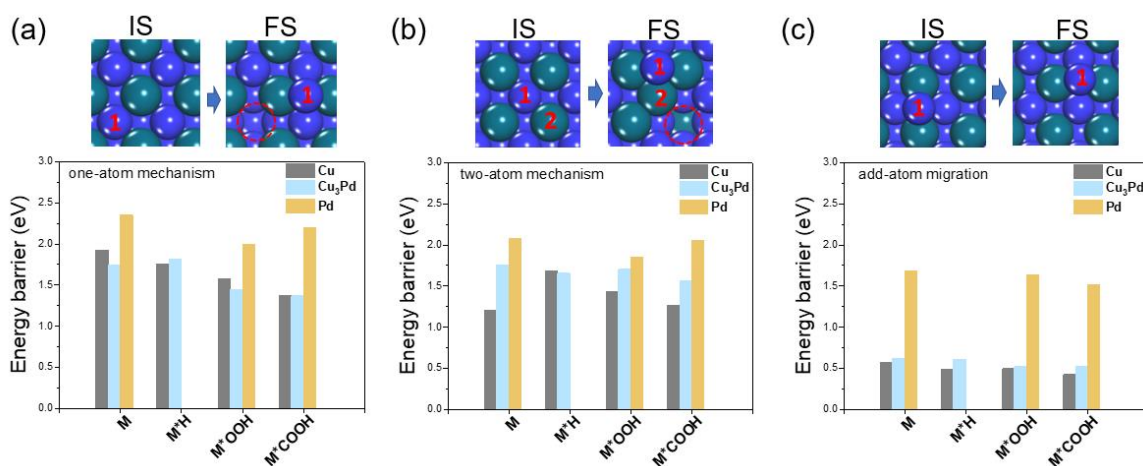 (a)
IS
FS
1
1
3.0
2.5
2.0
1.5
1.0
0.5
0.0
Energy barrier (eV)
one-atom mechanism
Cu
Cu₃Pd
Pd
M
M*H
M*OOH
M*COOH
(b)
IS
FS
1
2
1
2
3.0
2.5
2.0
1.5
1.0
0.5
0.0
Energy barrier (eV)
two-atom mechanism
Cu
Cu₃Pd
Pd
M
M*H
M*OOH
M*COOH
(c)
IS
FS
1
1
3.0
2.5
2.0
1.5
1.0
0.5
0.0
Energy barrier (eV)
add-atom migration
Cu
Cu₃Pd
Pd
M
M*H
M*OOH
M*COOH